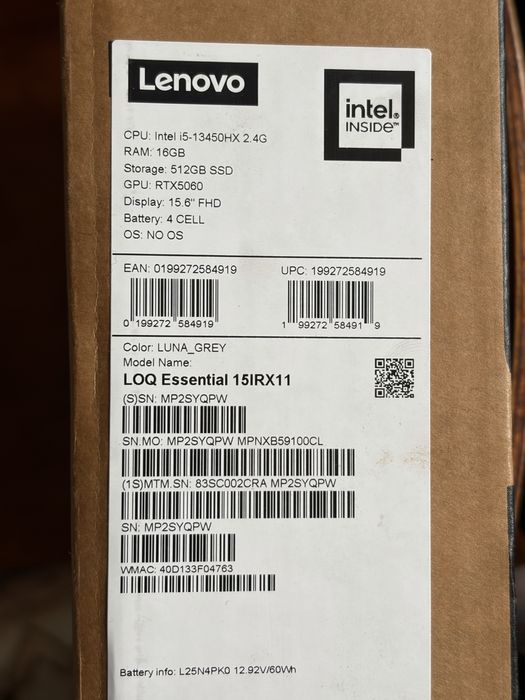 Lenovo
intel.
INSIDE™
CPU: Intel i5-13450HX 2.4G
RAM: 16GB
Storage: 512GB SSD
GPU: RTX5060
Display: 15.6" FHD
Battery: 4 CELL
OS: NO OS
EAN: 0199272584919 UPC: 199272584919
0 199272 584919 1 99272 58491 9
Color: LUNA_GREY
Model Name:
LOQ Essential 15IRX11
(S)SN: MP2SYQPW
SN.MO: MP2SYQPW MPNXB59100CL
(1S)MTM.SN: 83SC002CRA MP2SYQPW
SN: MP2SYQPW
WMAC: 40D133F04763
Battery info: L25N4PK0 12.92V/60Wh